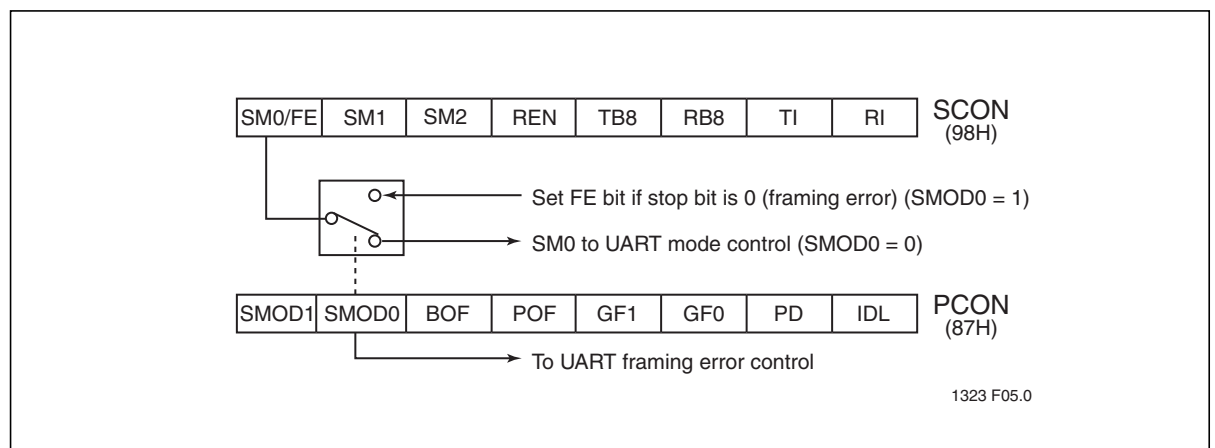 SM0/FE SM1 SM2 REN TB8 RB8 TI RI SCON
(98H)
Set FE bit if stop bit is 0 (framing error) (SMOD0 = 1)
SM0 to UART mode control (SMOD0 = 0)
SMOD1 SMOD0 BOF POF GF1 GF0 PD IDL PCON
(87H)
To UART framing error control
1323 F05.0